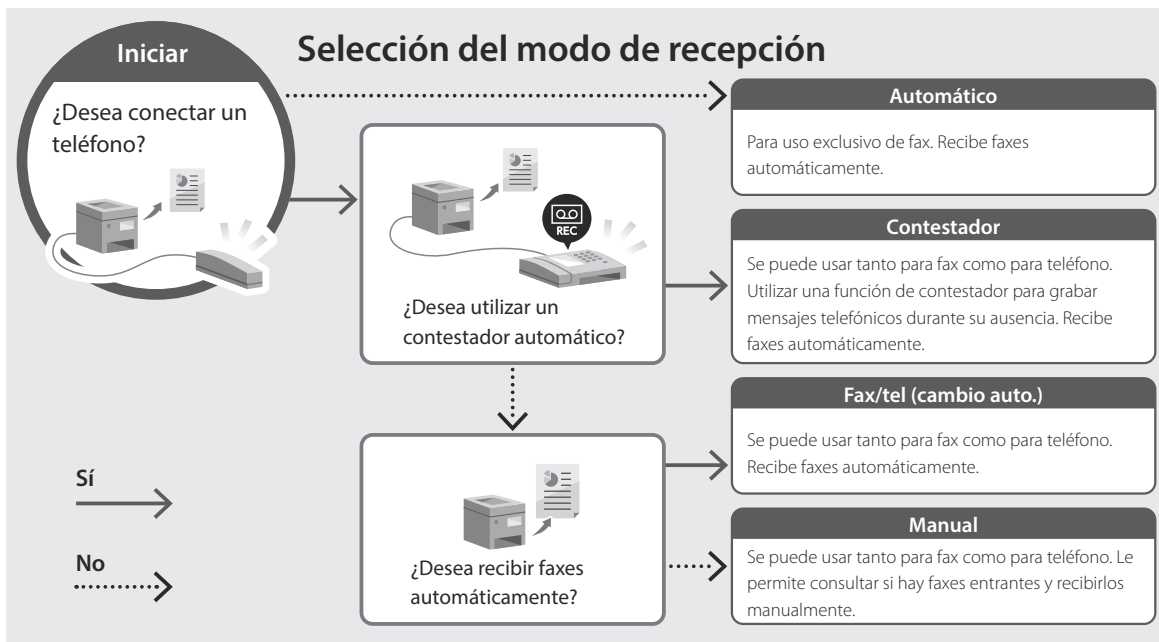 Iniciar
Selección del modo de recepción
¿Desea conectar un
teléfono?
Automático
Para uso exclusivo de fax. Recibe faxes
automáticamente.
REC
¿Desea utilizar un
contestador automático?
Contestador
Se puede usar tanto para fax como para teléfono.
Utilizar una función de contestador para grabar
mensajes telefónicos durante su ausencia. Recibe
faxes automáticamente.
Fax/tel (cambio auto.)
Se puede usar tanto para fax como para teléfono.
Recibe faxes automáticamente.
¿Desea recibir faxes
automáticamente?
Manual
Se puede usar tanto para fax como para teléfono. Le
permite consultar si hay faxes entrantes y recibirlos
manualmente.
Sí
No